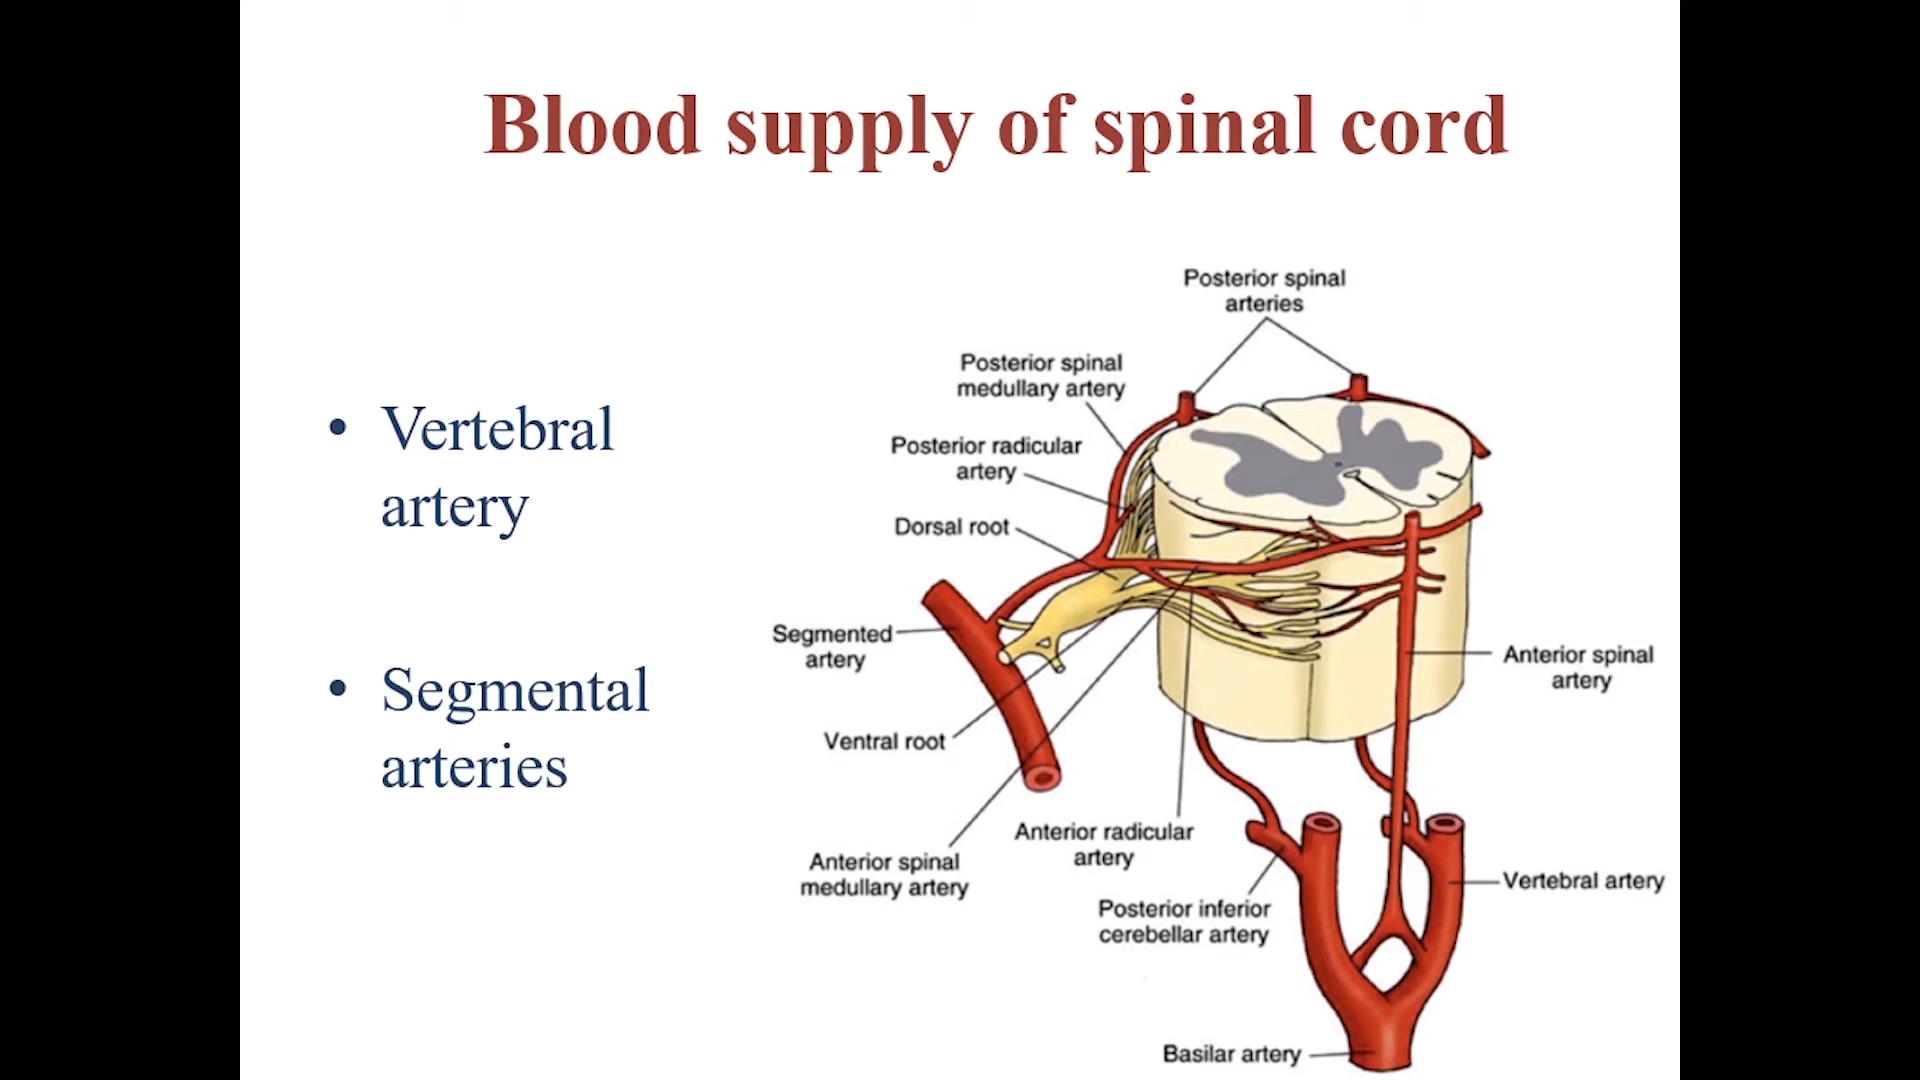 Blood supply of spinal cord
• Vertebral
artery
• Segmental
arteries
Posterior spinal
arteries
Posterior spinal
medullary artery
Posterior radicular
artery
Dorsal root
Segmented
artery
Ventral root
Anterior spinal
medullary artery
Anterior radicular
artery
Posterior inferior
cerebellar artery
Basilar artery
Anterior spinal
artery
Vertebral artery